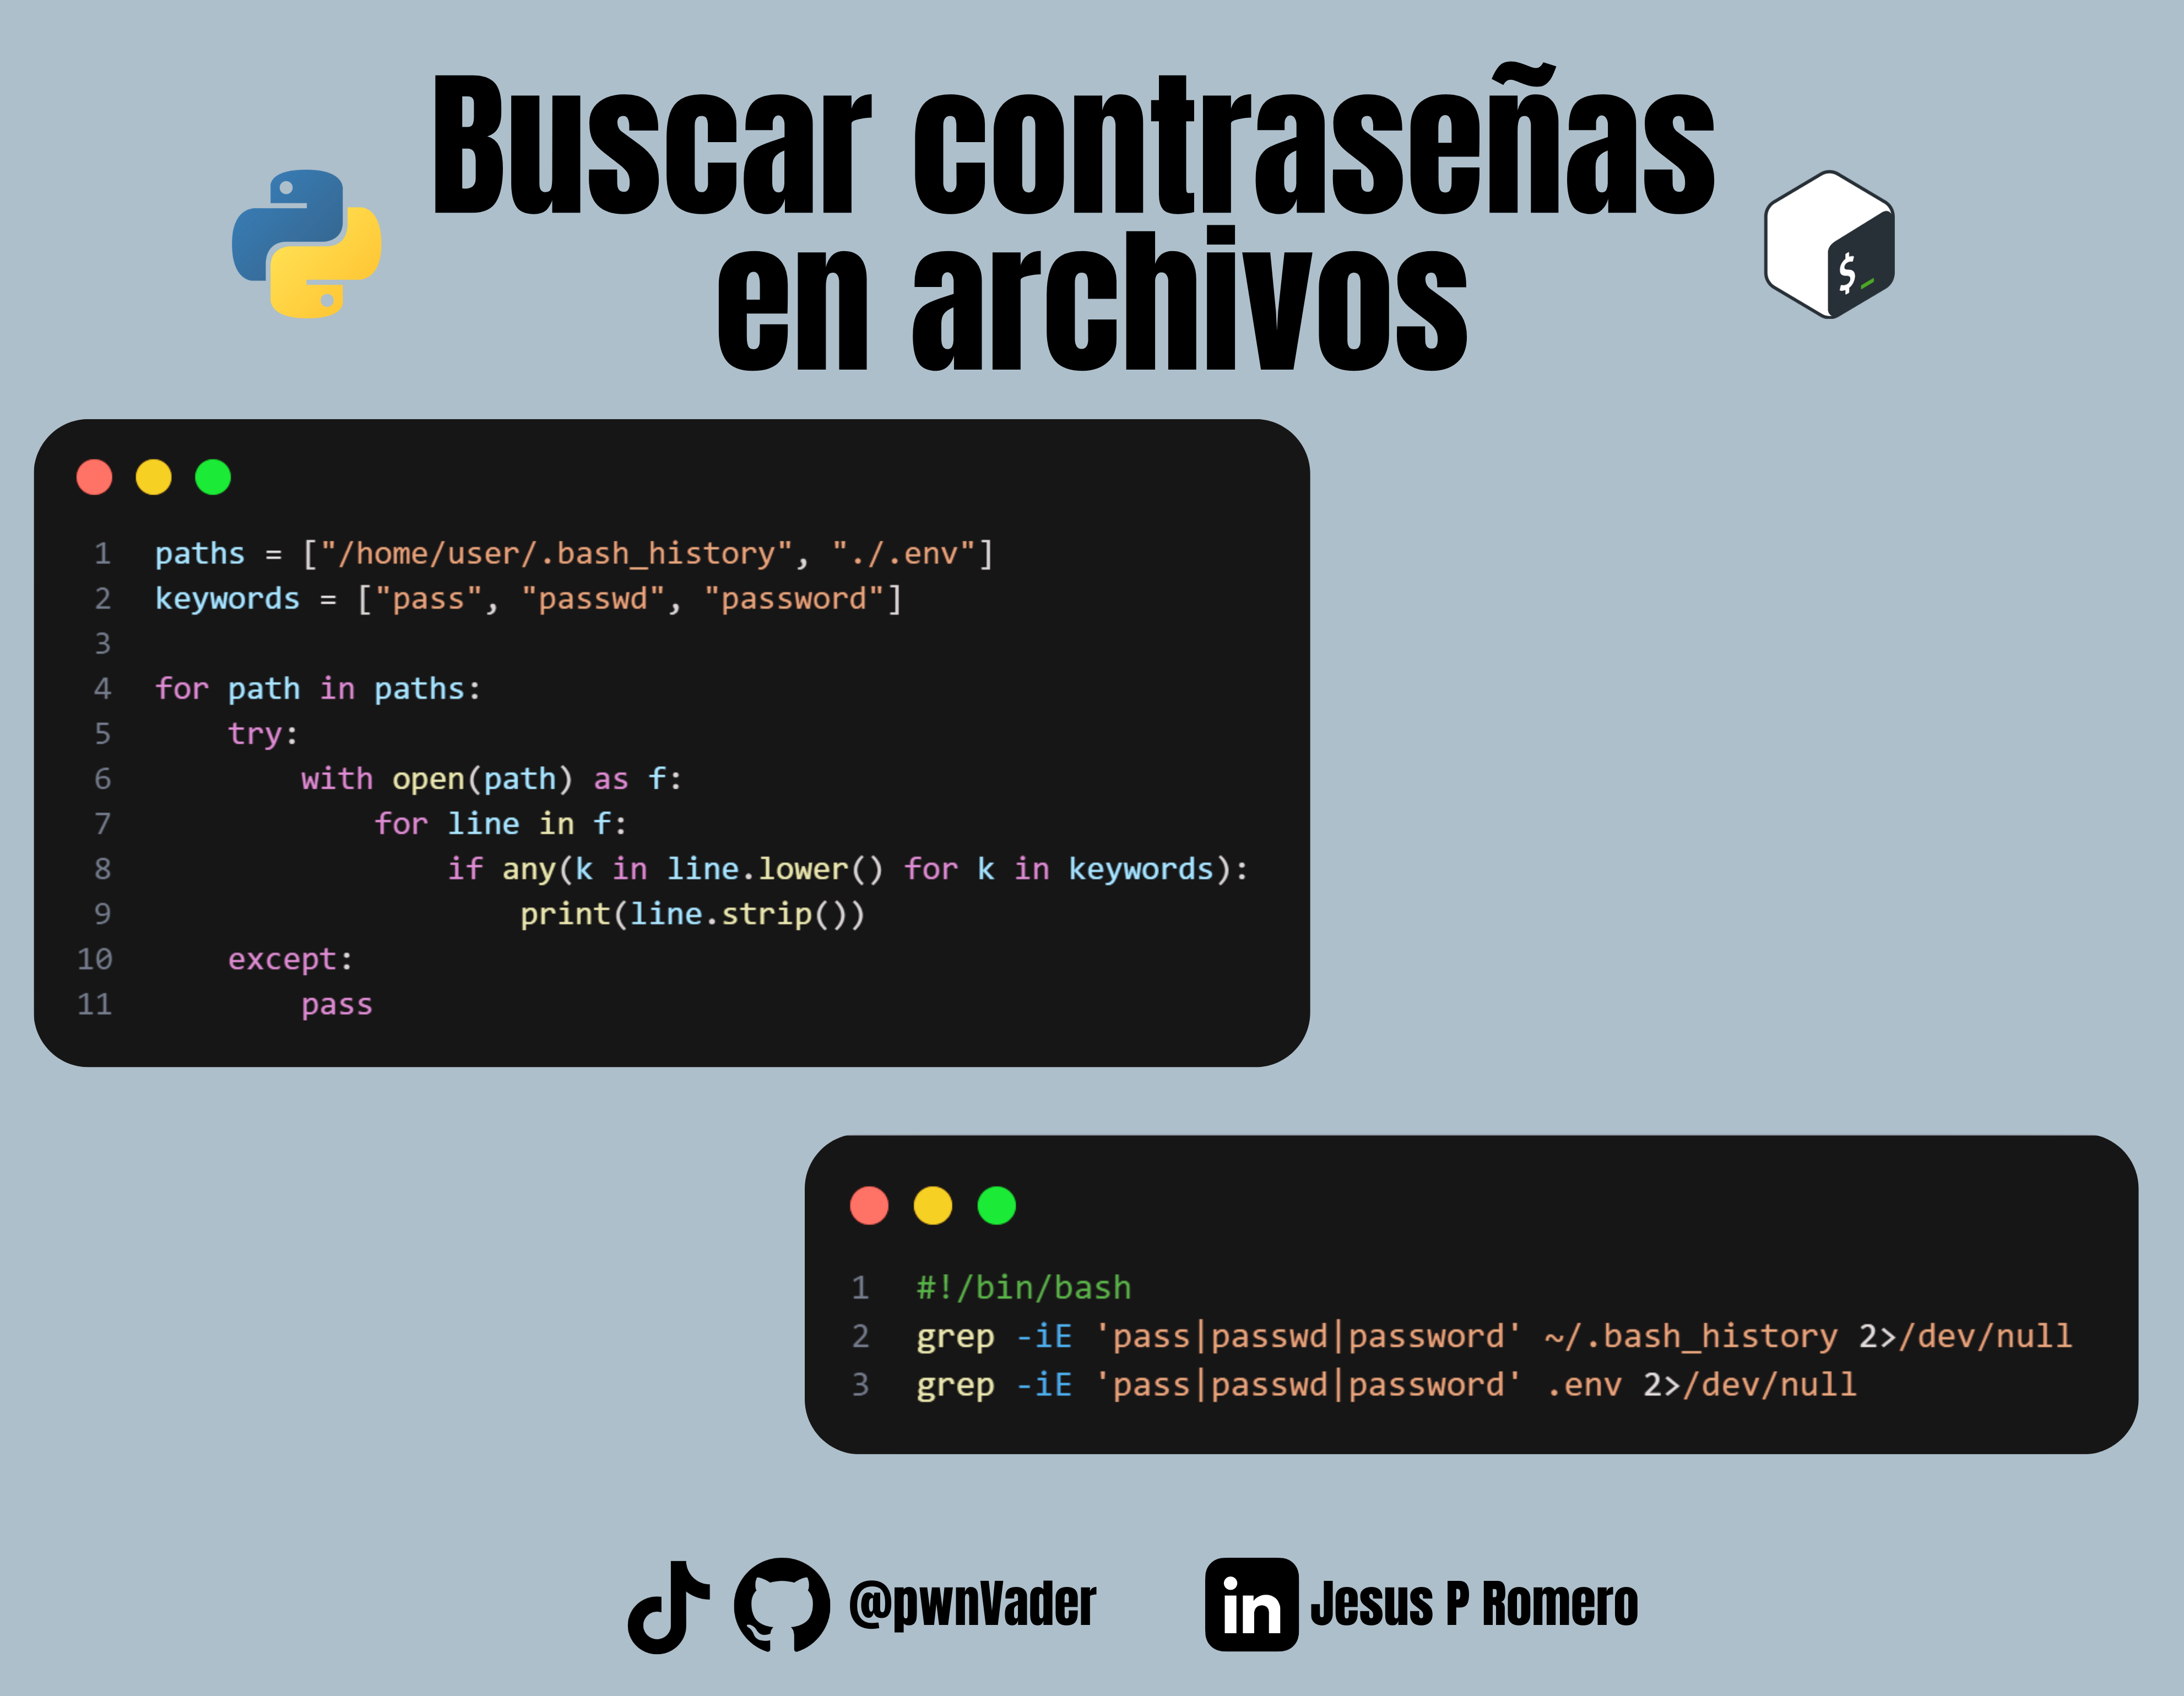 Buscar contraseñas
en archivos
1 paths = ["/home/user/.bash_history", "./.env"]
2 keywords = ["pass", "passwd", "password"]
3
4 for path in paths:
5     try:
6         with open(path) as f:
7             for line in f:
8                 if any(k in line.lower() for k in keywords):
9                     print(line.strip())
10     except:
11         pass
$_
1 #!/bin/bash
2 grep -iE 'pass|passwd|password' ~/.bash_history 2>/dev/null
3 grep -iE 'pass|passwd|password' .env 2>/dev/null
@pwnVader
in Jesus P Romero